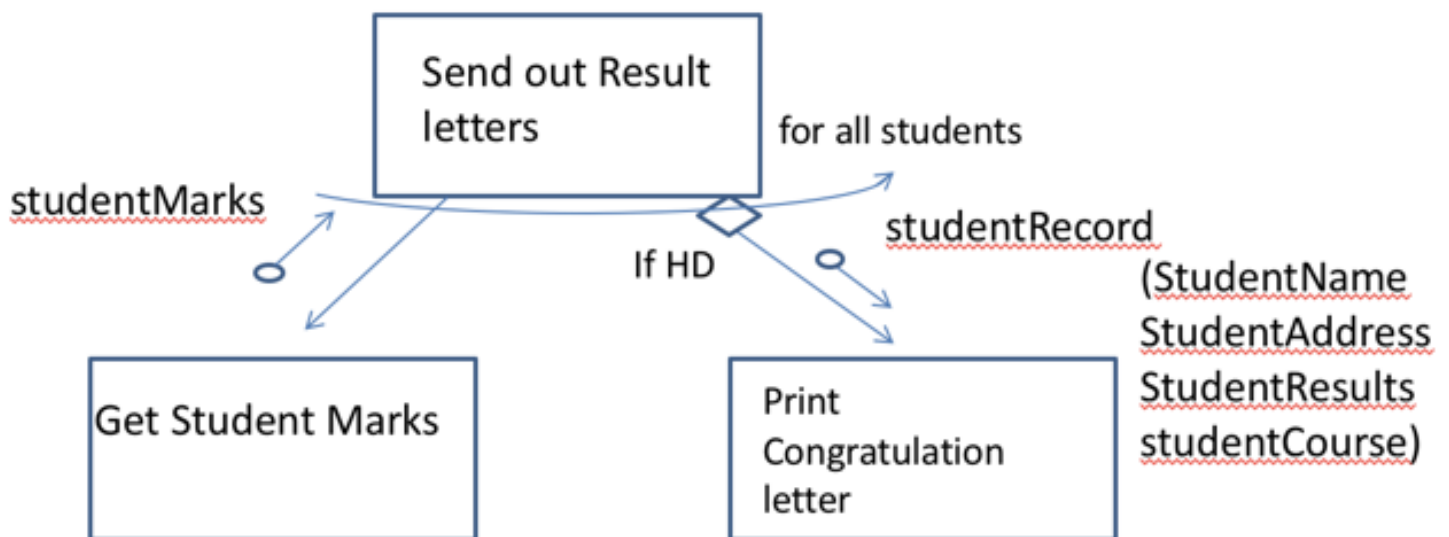 Send out Result
letters
for all students
studentMarks
studentRecord
If HD
(StudentName
StudentAddress
StudentResults
studentCourse)
Get Student Marks
Print
Congratulation
letter